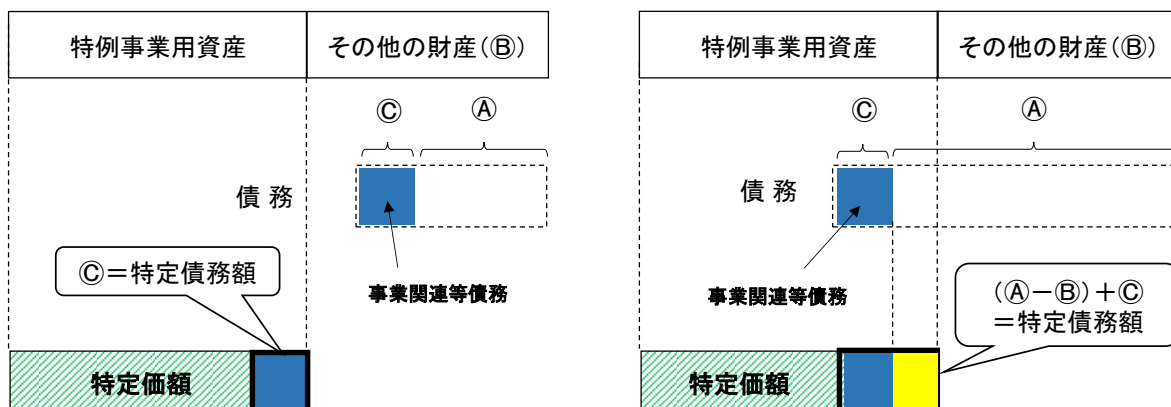 特例事業用資産
その他の財産(Ⓑ)
Ⓒ
Ⓐ
債 務
Ⓒ=特定債務額
事業関連等債務
特定価額
特例事業用資産
その他の財産(Ⓑ)
Ⓒ
Ⓐ
債 務
事業関連等債務
(Ⓐ-Ⓑ)+Ⓒ
=特定債務額
特定価額